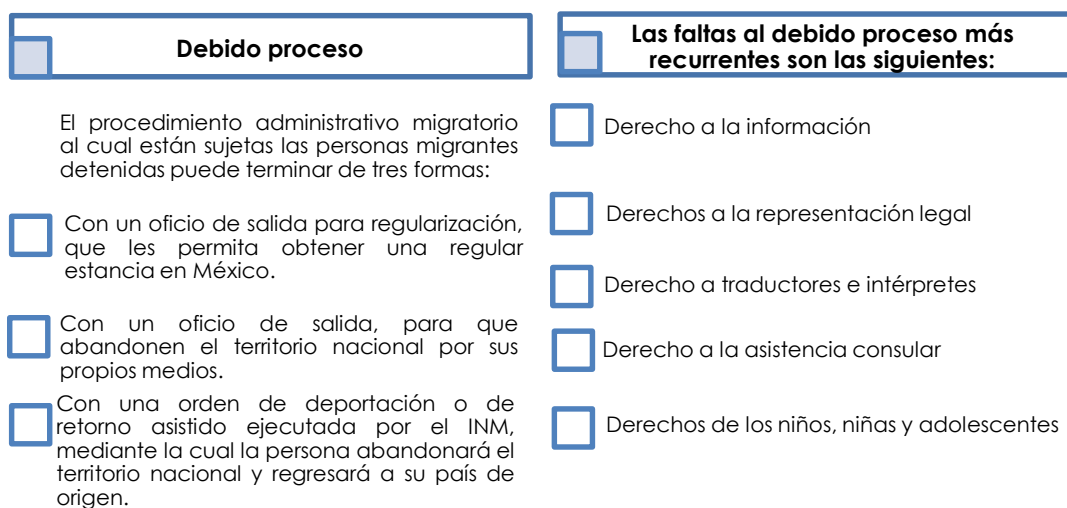 Debido proceso
El procedimiento administrativo migratorio
al cual están sujetas las personas migrantes
detenidas puede terminar de tres formas:
Con un oficio de salida para regularización,
que les permita obtener una regular
estancia en México.
Con un oficio de salida, para que
abandonen el territorio nacional por sus
propios medios.
Con una orden de deportación o de
retorno asistido ejecutada por el INM,
mediante la cual la persona abandonará el
territorio nacional y regresará a su país de
origen.
Las faltas al debido proceso más
recurrentes son las siguientes:
Derecho a la información
Derechos a la representación legal
Derecho a traductores e intérpretes
Derecho a la asistencia consular
Derechos de los niños, niñas y adolescentes